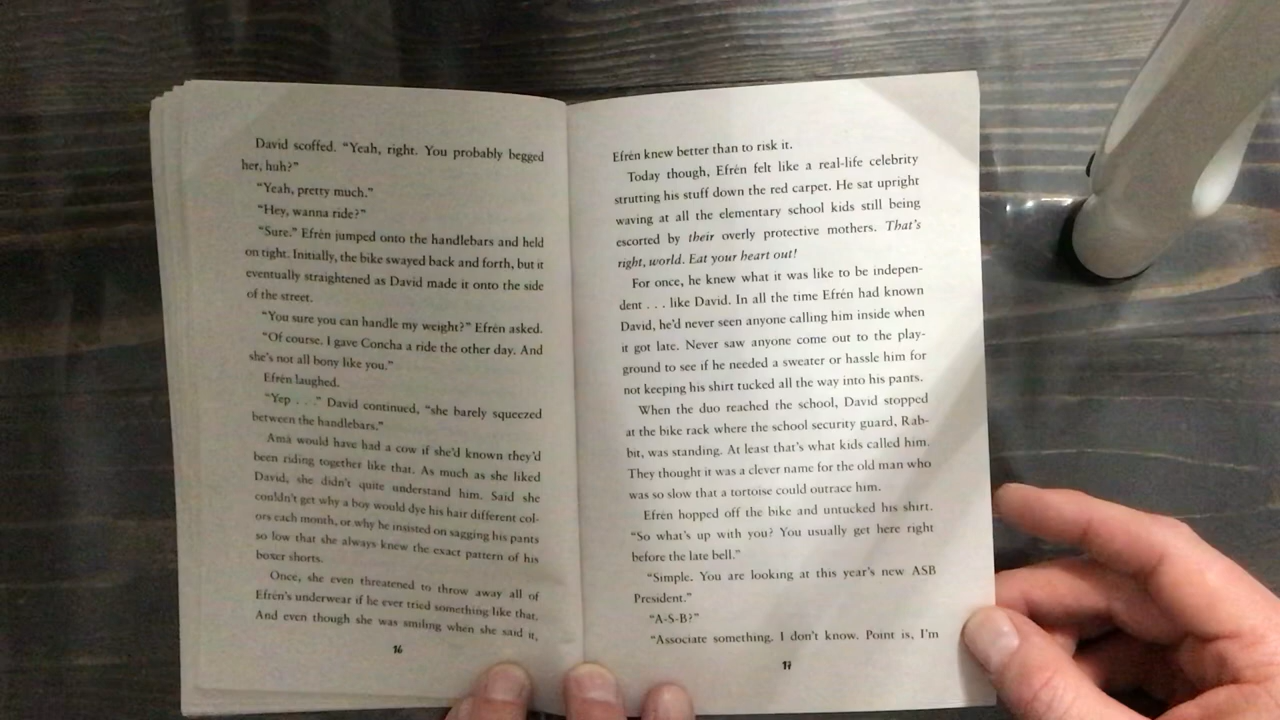 David scoffed. “Yeah, right. You probably begged
her, huh?”
“Yeah, pretty much.”
“Hey, wanna ride?”
“Sure.” Efrén jumped onto the handlebars and held
on tight. Initially, the bike swayed back and forth, but it
eventually straightened as David made it onto the side
of the street.
“You sure you can handle my weight?” Efrén asked.
“Of course. I gave Concha a ride the other day. And
she’s not all bony like you.”
Efrén laughed.
“Yep . . .” David continued, “she barely squeezed
between the handlebars.”
Amá would have had a cow if she’d known they’d
been riding together like that. As much as she liked
David, she didn’t quite understand him. Said she
couldn’t get why a boy would dye his hair different col-
ors each month, or why he insisted on sagging his pants
so low that she always knew the exact pattern of his
boxer shorts.
Once, she even threatened to throw away all of
Efrén’s underwear if he ever tried something like that.
And even though she was smiling when she said it,
16
Efrén knew better than to risk it.
Today though, Efrén felt like a real-life celebrity
strutting his stuff down the red carpet. He sat upright
waving at all the elementary school kids still being
escorted by their overly protective mothers. That’s
right, world. Eat your heart out!
For once, he knew what it was like to be indepen-
dent . . . like David. In all the time Efrén had known
David, he’d never seen anyone calling him inside when
it got late. Never saw anyone come out to the play-
ground to see if he needed a sweater or hassle him for
not keeping his shirt tucked all the way into his pants.
When the duo reached the school, David stopped
at the bike rack where the school security guard, Rab-
bit, was standing. At least that’s what kids called him.
They thought it was a clever name for the old man who
was so slow that a tortoise could outrace him.
Efrén hopped off the bike and untucked his shirt.
“So what’s up with you? You usually get here right
before the late bell.”
“Simple. You are looking at this year’s new ASB
President.”
“A-S-B?”
“Associate something. I don’t know. Point is, I’m
17